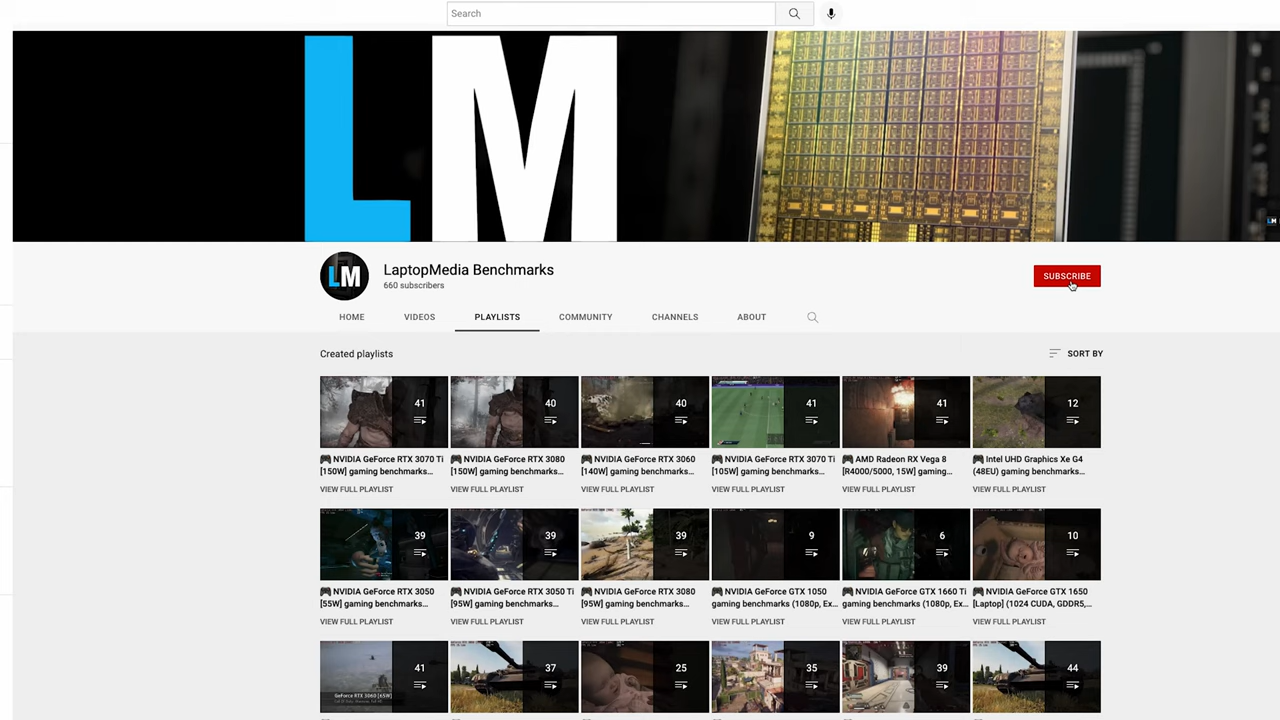 Search
LM
LM
LM
LaptopMedia Benchmarks
660 subscribers
SUBSCRIBE
HOME VIDEOS PLAYLISTS COMMUNITY CHANNELS ABOUT
Created playlists
SORT BY
41 40 40 41 41 12
NVIDIA GeForce RTX 3070 Ti
[150W] gaming benchmarks...
VIEW FULL PLAYLIST
NVIDIA GeForce RTX 3080
[150W] gaming benchmarks...
VIEW FULL PLAYLIST
NVIDIA GeForce RTX 3060
[140W] gaming benchmarks...
VIEW FULL PLAYLIST
NVIDIA GeForce RTX 3070 Ti
[105W] gaming benchmarks...
VIEW FULL PLAYLIST
AMD Radeon RX Vega 8
[R4000/5000, 15W] gaming...
VIEW FULL PLAYLIST
Intel UHD Graphics Xe G4
(48EU) gaming benchmarks...
VIEW FULL PLAYLIST
39 39 39 9 6 10
NVIDIA GeForce RTX 3050
[55W] gaming benchmarks...
VIEW FULL PLAYLIST
NVIDIA GeForce RTX 3050 Ti
[95W] gaming benchmarks...
VIEW FULL PLAYLIST
NVIDIA GeForce RTX 3080
[95W] gaming benchmarks...
VIEW FULL PLAYLIST
NVIDIA GeForce GTX 1050
gaming benchmarks (1080p, Ex...
VIEW FULL PLAYLIST
NVIDIA GeForce GTX 1660 Ti
gaming benchmarks (1080p, Ex...
VIEW FULL PLAYLIST
NVIDIA GeForce GTX 1650
[Laptop] (1024 CUDA, GDDR5,...
VIEW FULL PLAYLIST
41 37 25 35 39 44
GeForce RTX 3060 [65W]